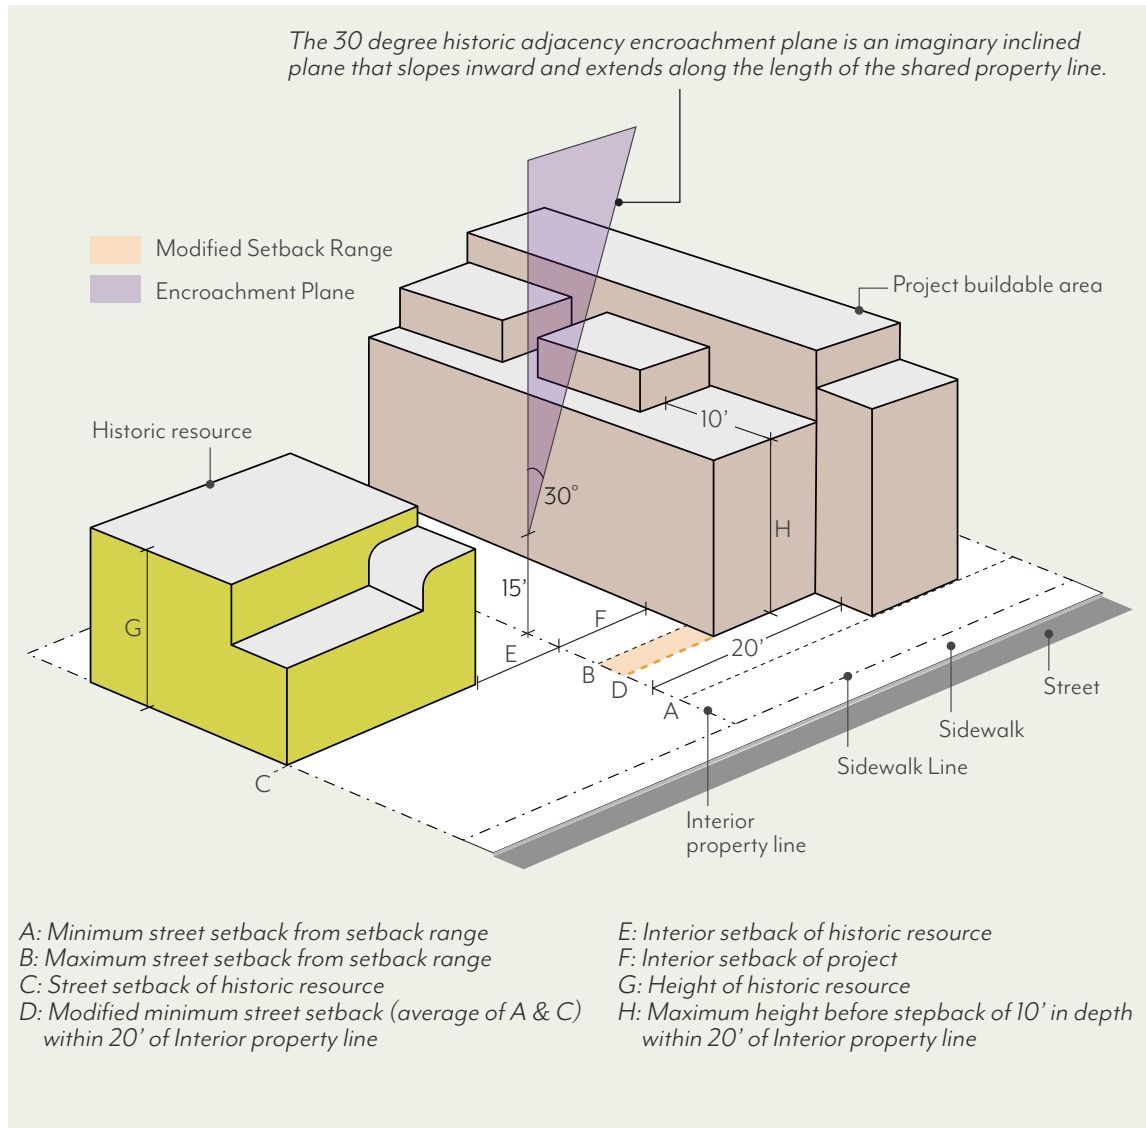 The 30 degree historic adjacency encroachment plane is an imaginary inclined
plane that slopes inward and extends along the length of the shared property line.
Modified Setback Range
Encroachment Plane
Project buildable area
Historic resource
10’
30°
H
15’
G
F
E
20’
B
D
A
C
Street
Sidewalk
Sidewalk Line
Interior
property line
A: Minimum street setback from setback range
B: Maximum street setback from setback range
C: Street setback of historic resource
D: Modified minimum street setback (average of A & C)
within 20’ of Interior property line
E: Interior setback of historic resource
F: Interior setback of project
G: Height of historic resource
H: Maximum height before stepback of 10’ in depth
within 20’ of Interior property line